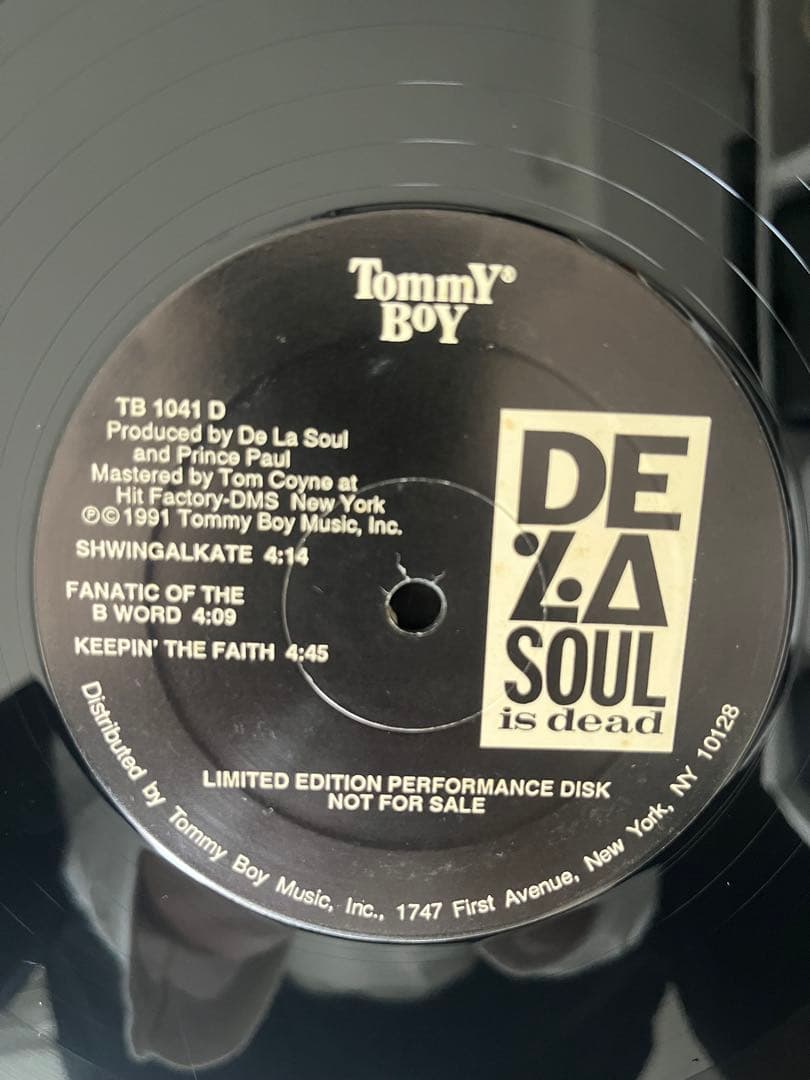 Tommy®
Boy
TB 1041 D
Produced by De La Soul
and Prince Paul
Mastered by Tom Coyne at
Hit Factory-DMS New York
℗©1991 Tommy Boy Music, Inc.
SHWINGALKATE 4:14
FANATIC OF THE
B WORD 4:09
KEEPIN' THE FAITH 4:45
DE
LA
SOUL
is dead
LIMITED EDITION PERFORMANCE DISK
NOT FOR SALE
Distributed by Tommy Boy Music, Inc., 1747 First Avenue, New York, NY 10128